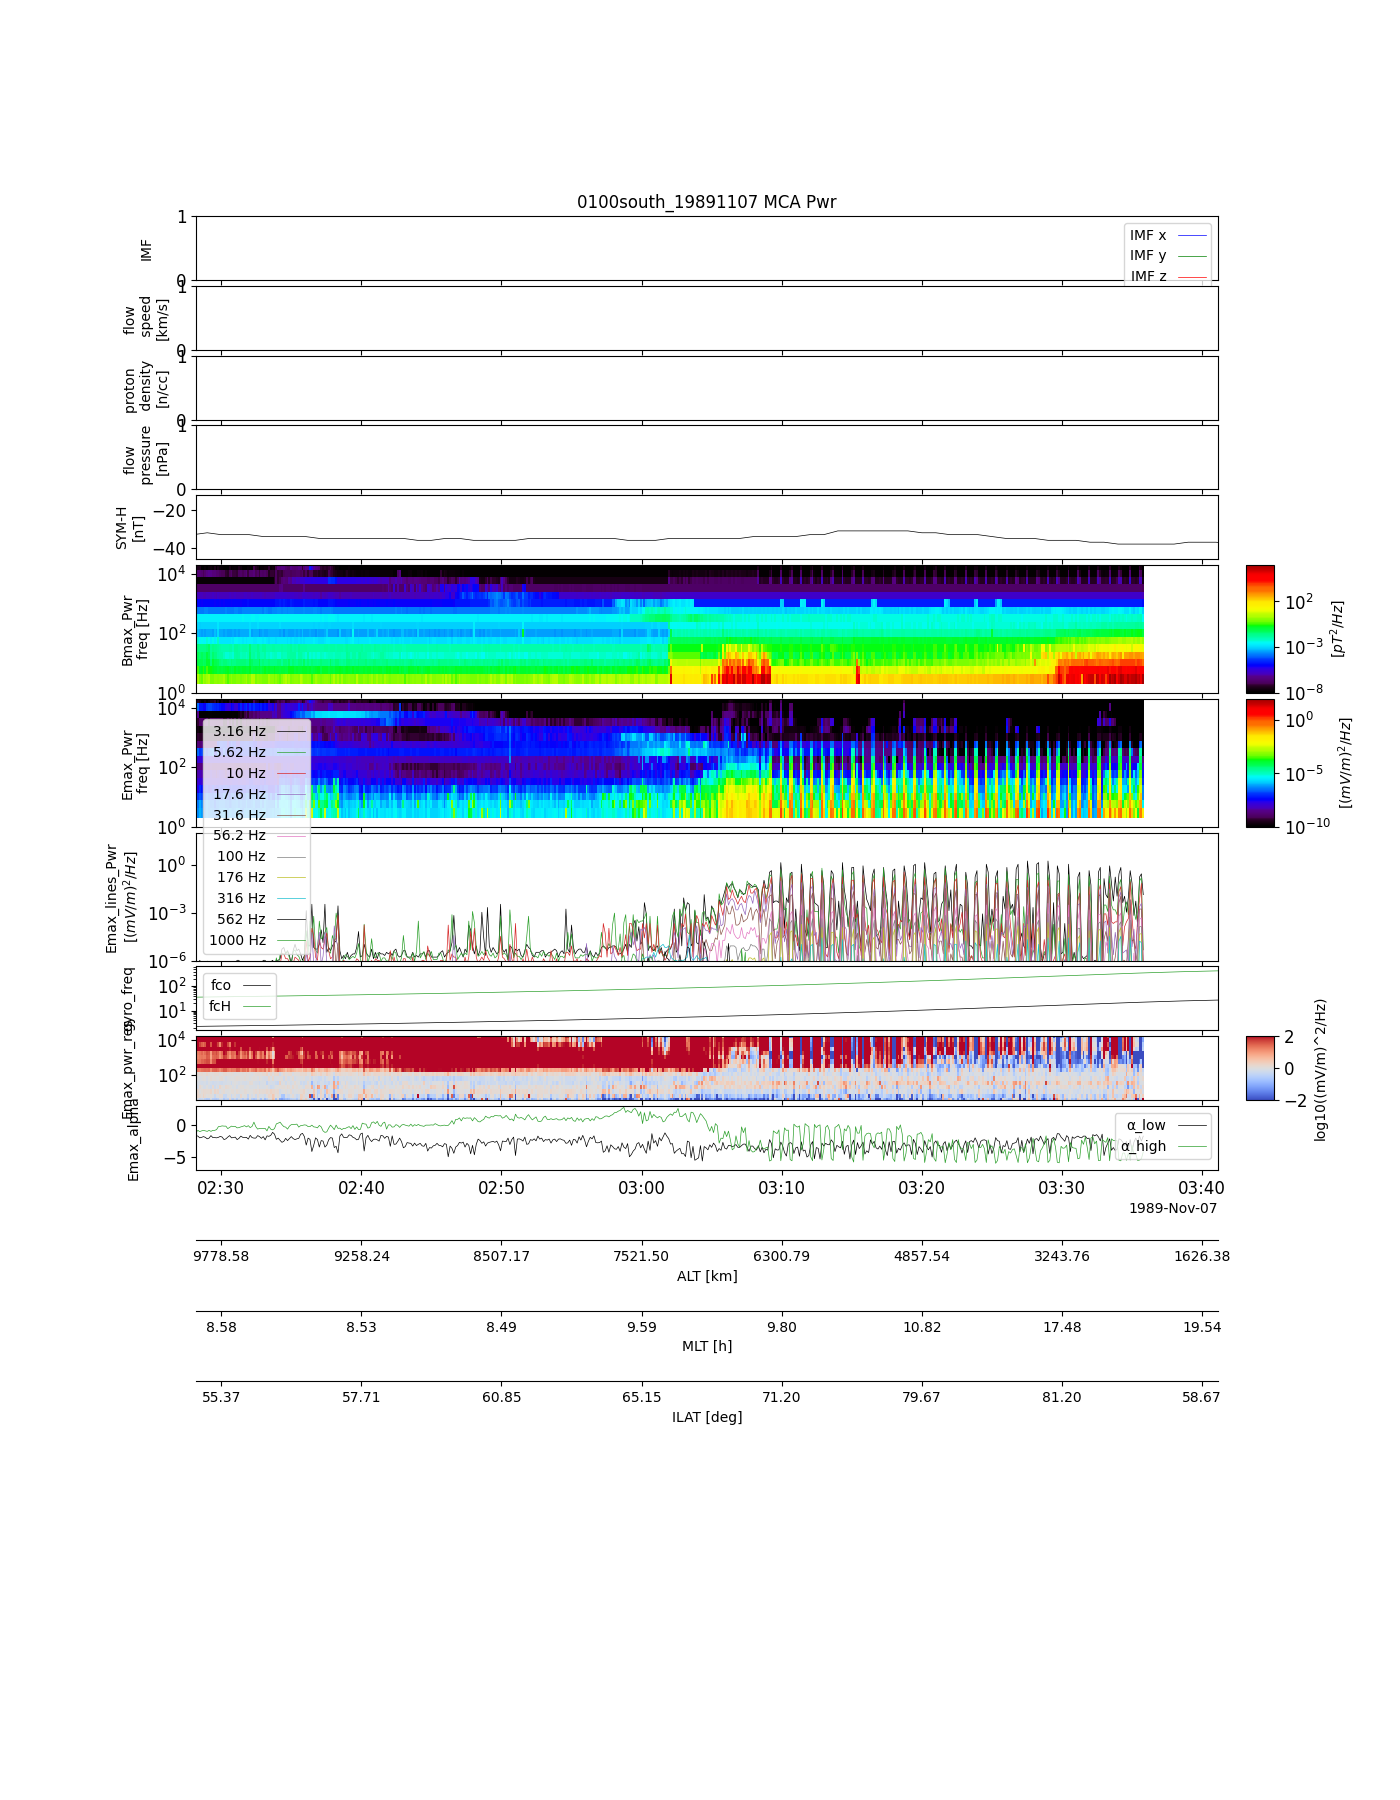 0100south_19891107 MCA Pwr
1
IMF
0
IMF x
IMF y
IMF z
1
flow
speed
[km/s]
0
1
proton
density
[n/cc]
0
1
flow
pressure
[nPa]
0
SYM-H
[nT]
−20
−40
Bmax_Pwr
freq [Hz]
10^4
10^2
10^0
10^2
10^−3
10^−8
[pT^2/Hz]
Emax_Pwr
freq [Hz]
10^4
10^2
10^0
10^0
10^−5
10^−10
[(mV/m)^2/Hz]
3.16 Hz
5.62 Hz
10 Hz
17.6 Hz
31.6 Hz
56.2 Hz
100 Hz
176 Hz
316 Hz
562 Hz
1000 Hz
Emax_lines_Pwr
[(mV/m)^2/Hz]
10^0
10^−3
10^−6
gyro_freq
10^2
10^1
fco
fcH
Emax_pwr_reg
10^4
10^2
2
0
−2
log10((mV/m)^2/Hz)
Emax_alpha
0
−5
α_low
α_high
02:30 02:40 02:50 03:00 03:10 03:20 03:30 03:40
1989-Nov-07
9778.58 9258.24 8507.17 7521.50 6300.79 4857.54 3243.76 1626.38
ALT [km]
8.58 8.53 8.49 9.59 9.80 10.82 17.48 19.54
MLT [h]
55.37 57.71 60.85 65.15 71.20 79.67 81.20 58.67
ILAT [deg]